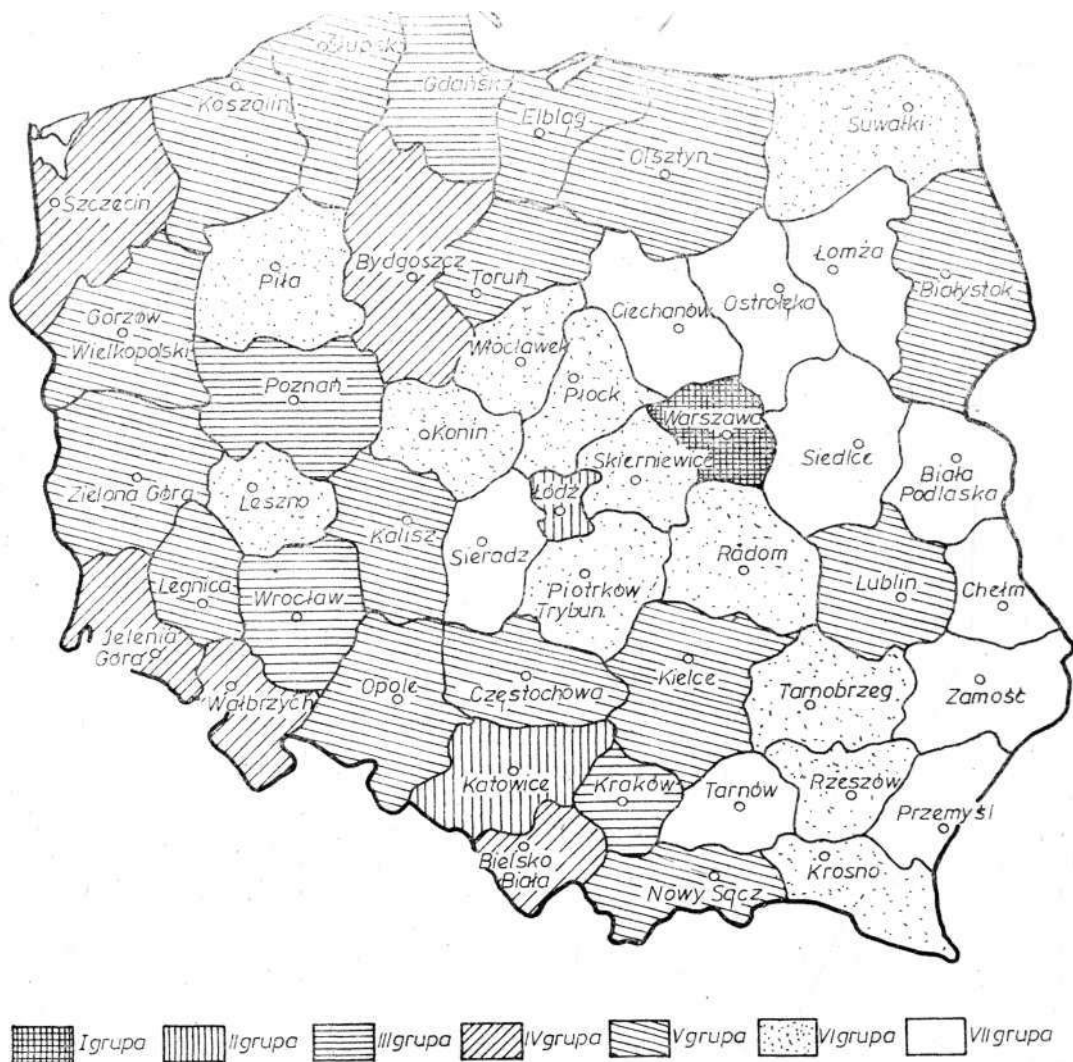 Słupsk
Gdańsk
Koszalin
Elbląg
Suwałki
Olsztyn
Szczecin
Łomża
Bydgoszcz
Piła
Toruń
Białystok
Ciechanów
Ostrołęka
Gorzów
Wielkopolski
Włocławek
Płock
Poznań
Warszawa
Konin
Skierniewice
Siedlce
Biała
Podlaska
Zielona Góra
Leszno
Łódź
Kalisz
Sieradz
Radom
Legnica
Wrocław
Piotrków
Trybun.
Lublin
Chełm
Jelenia
Góra
Wałbrzych
Opole
Częstochowa
Kielce
Tarnobrzeg
Zamość
Katowice
Kraków
Tarnów
Rzeszów
Przemyśl
Bielsko
Biała
Nowy Sącz
Krosno
I grupa II grupa III grupa IV grupa V grupa VI grupa VII grupa